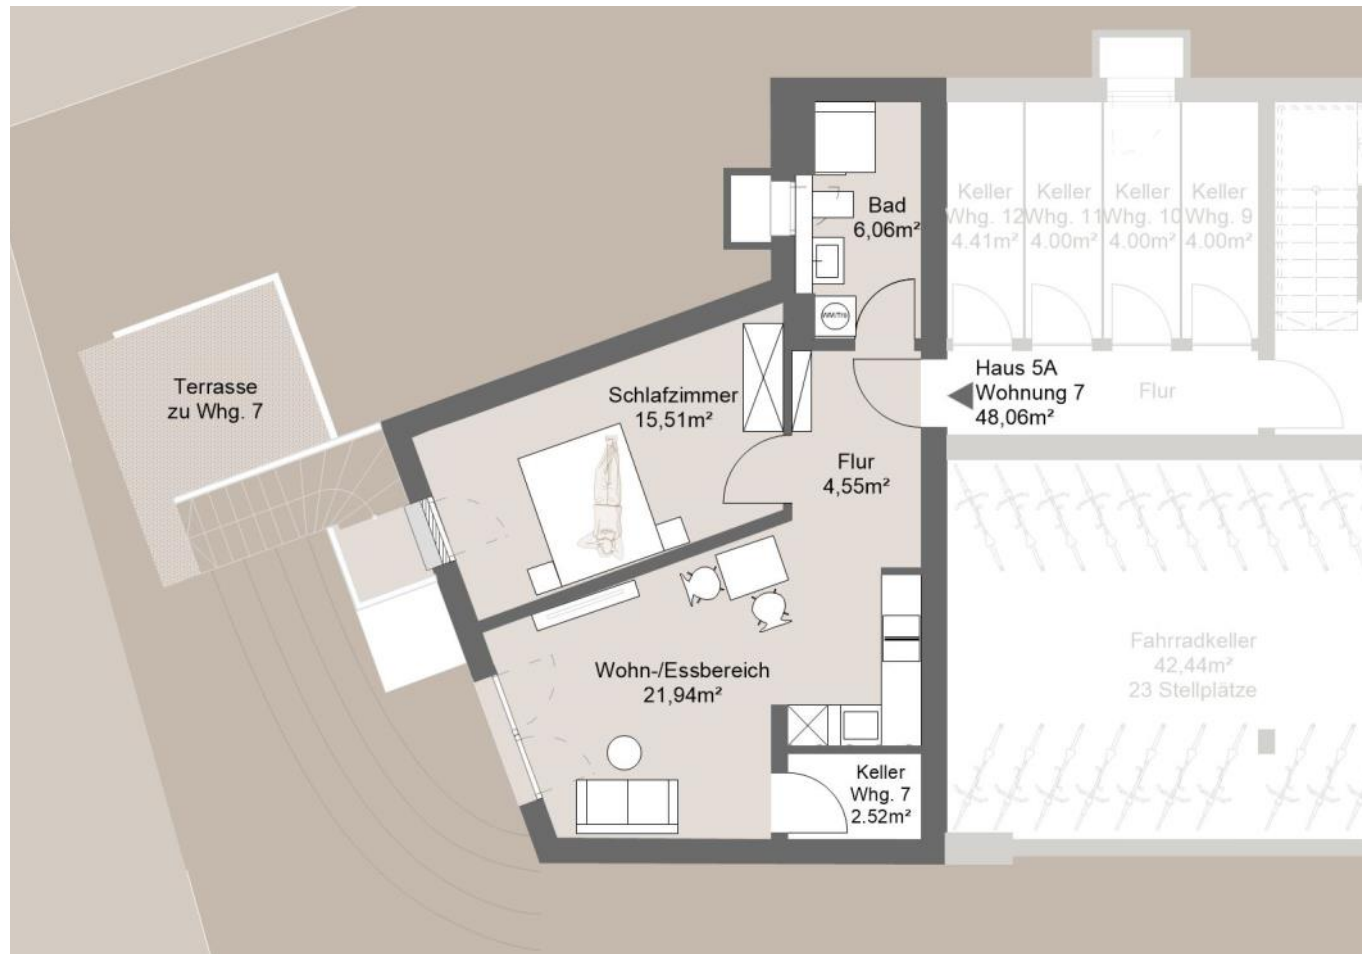 Keller
Whg. 12
4.41m²
Keller
Whg. 11
4.00m²
Keller
Whg. 10
4.00m²
Keller
Whg. 9
4.00m²
Bad
6,06m²
Terrasse
zu Whg. 7
Schlafzimmer
15,51m²
Haus 5A
Wohnung 7
48,06m²
Flur
Flur
4,55m²
Wohn-/Essbereich
21,94m²
Fahrradkeller
42,44m²
23 Stellplätze
Keller
Whg. 7
2.52m²